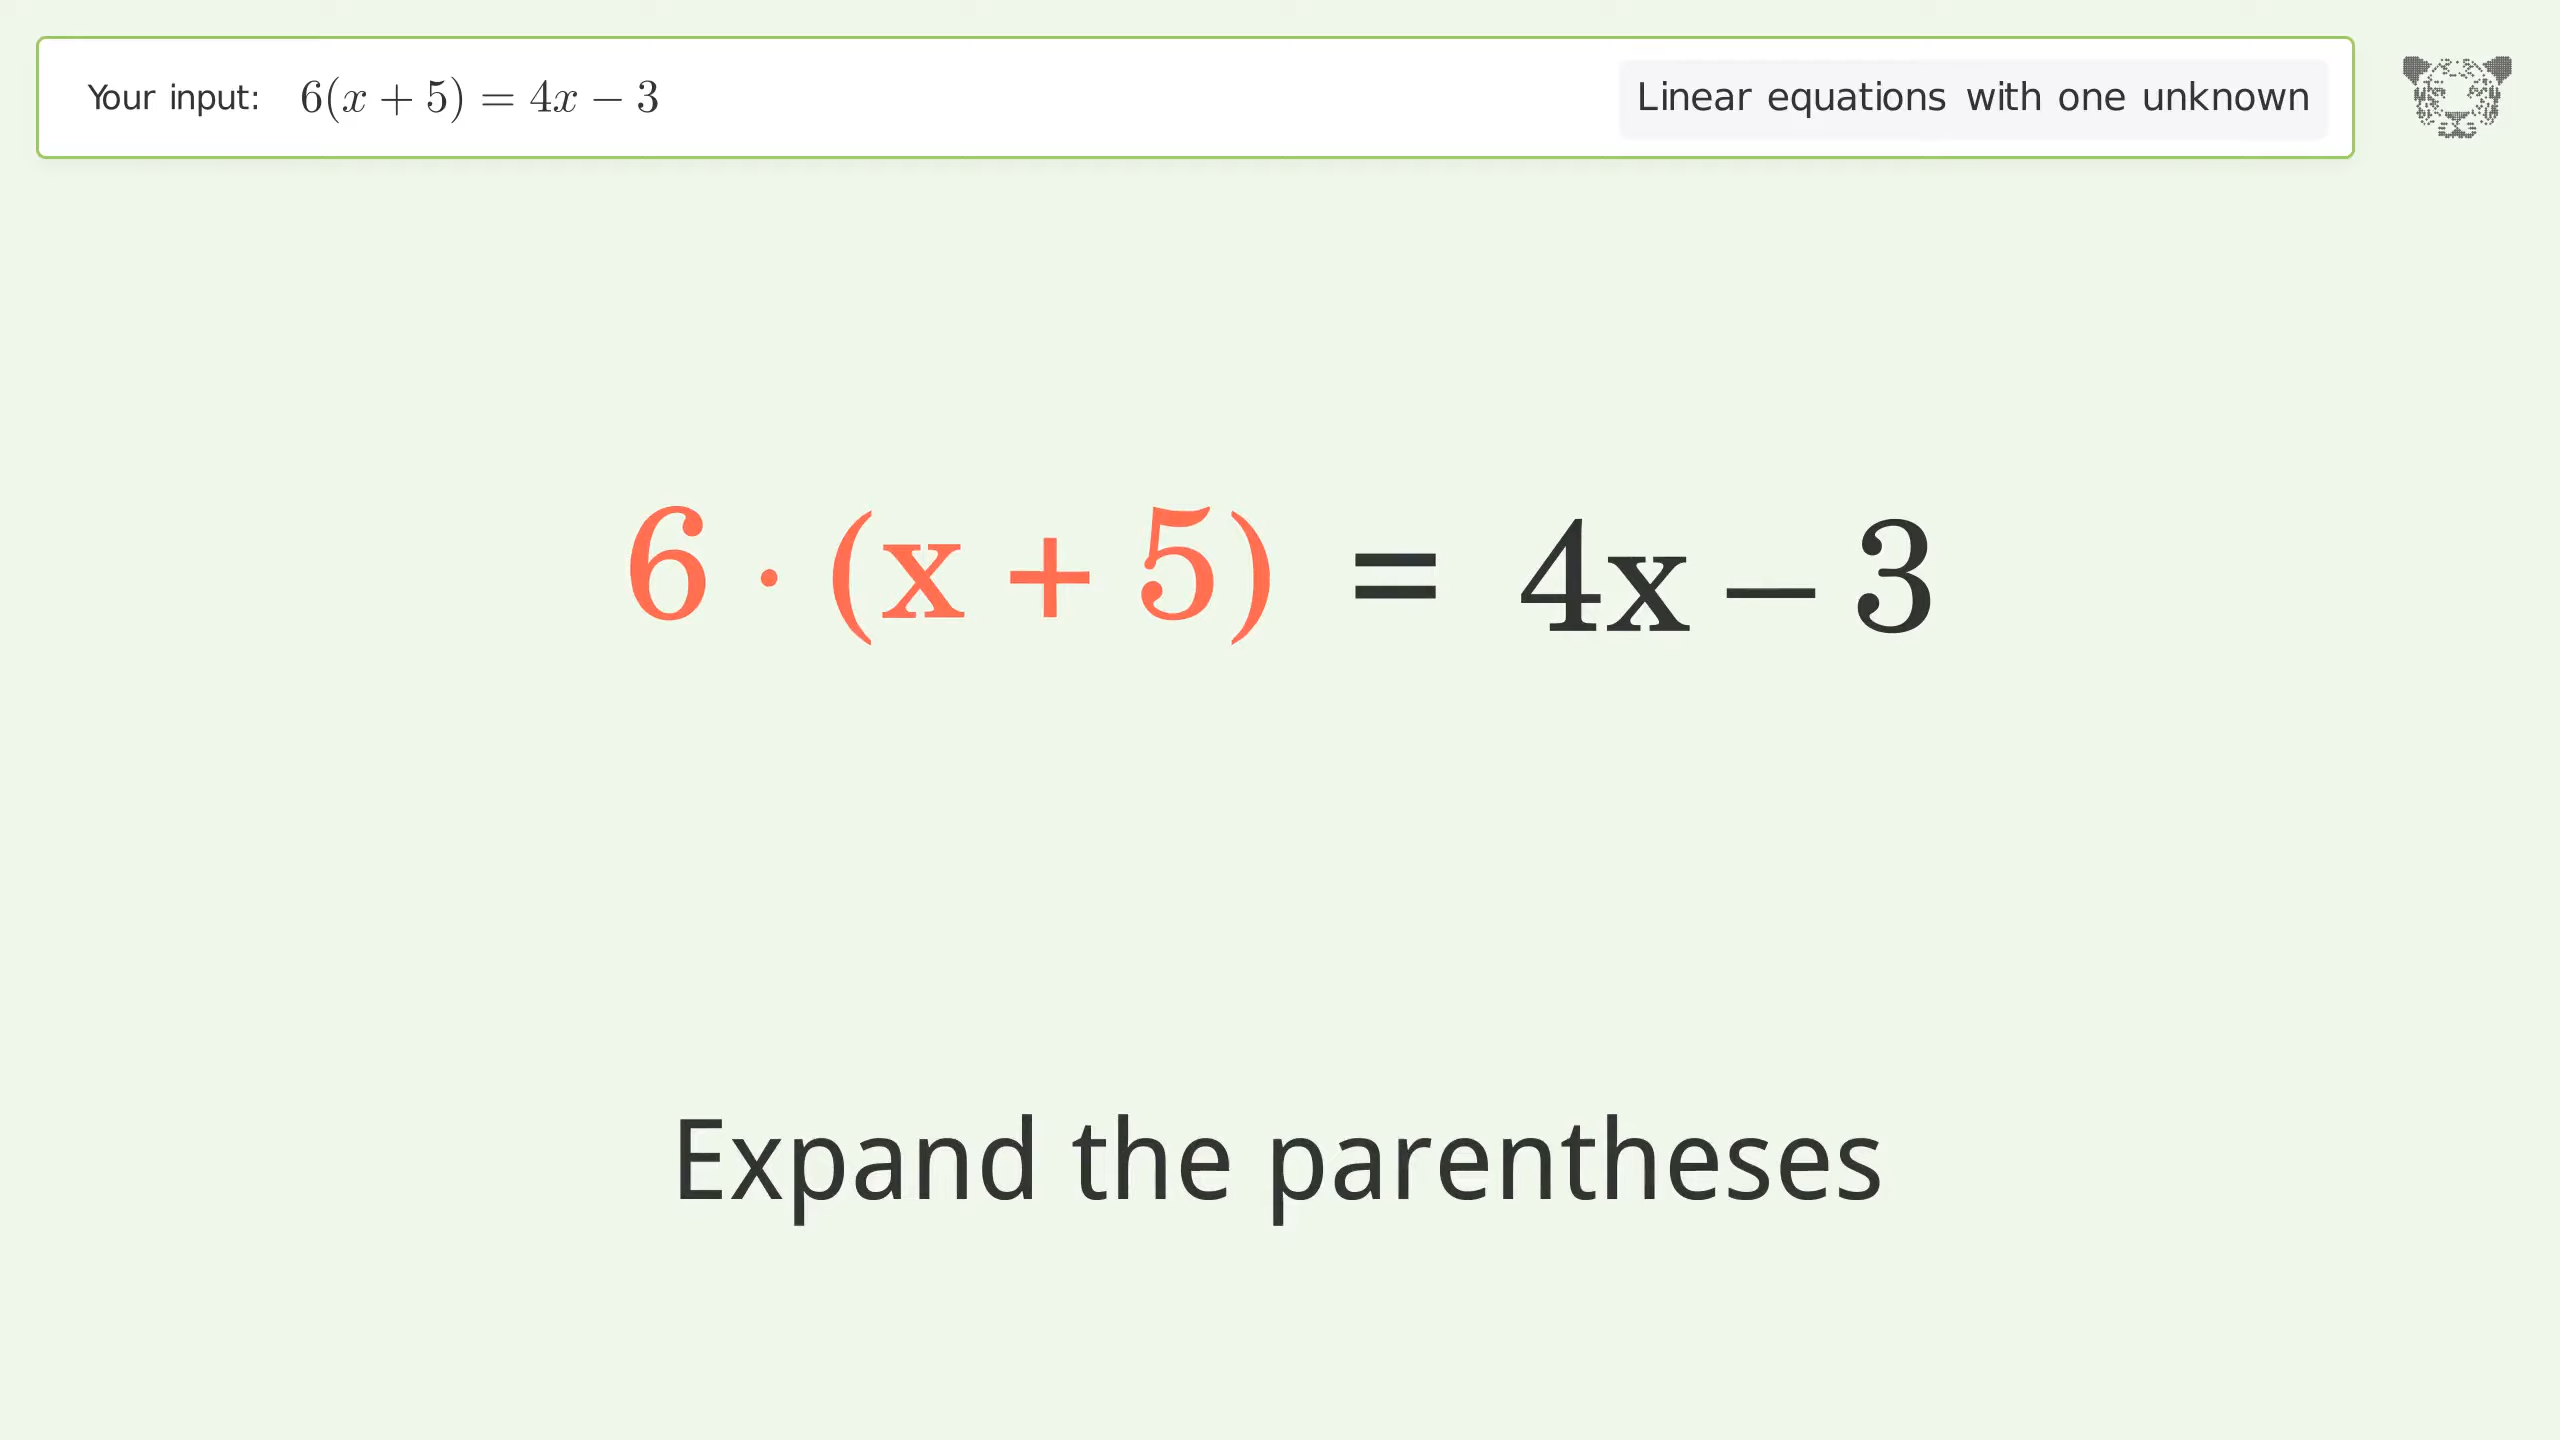 Your input: 6(x + 5) = 4x − 3
Linear equations with one unknown
6 · (x + 5) = 4x − 3
Expand the parentheses